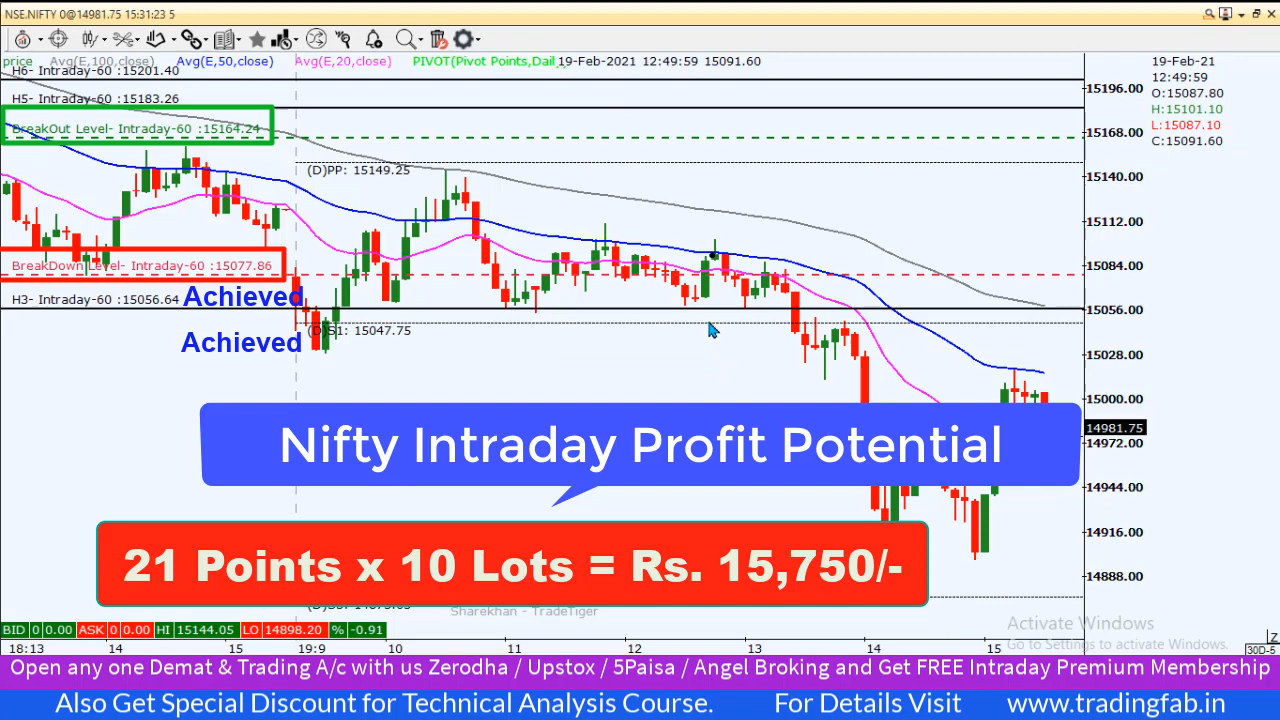 NSE.NIFTY 0@14981.75 15:31:23 5
price Avg(E,100,close) Avg(E,50,close) Avg(E,20,close) PIVOT(Pivot Points,Daily 19-Feb-2021 12:49:59 15091.60
19-Feb-21
12:49:59
O:15087.80
H:15101.10
L:15087.10
C:15091.60
H6- Intraday-60 :15201.40
H5- Intraday-60 :15183.26
BreakOut Level- Intraday-60 :15164.24
(D)PP: 15149.25
BreakDown Level- Intraday-60 :15077.86
H3- Intraday-60 :15056.64
Achieved
(D)S1: 15047.75
Achieved
15196.00
15168.00
15140.00
15112.00
15084.00
15056.00
15028.00
15000.00
14981.75
14972.00
14944.00
14916.00
14888.00
Nifty Intraday Profit Potential
21 Points x 10 Lots = Rs. 15,750/-
Sharekhan - TradeTiger
Activate Windows
Go to Settings to activate Windows.
BID 0 0.00 ASK 0 0.00 HI 15144.05 LO 14898.20 % -0.91
18:13 14 15 19:9 10 11 12 13 14 15 30D-5
Z
Open any one Demat & Trading A/c with us Zerodha / Upstox / 5Paisa / Angel Broking and Get FREE Intraday Premium Membership
Also Get Special Discount for Technical Analysis Course. For Details Visit www.tradingfab.in